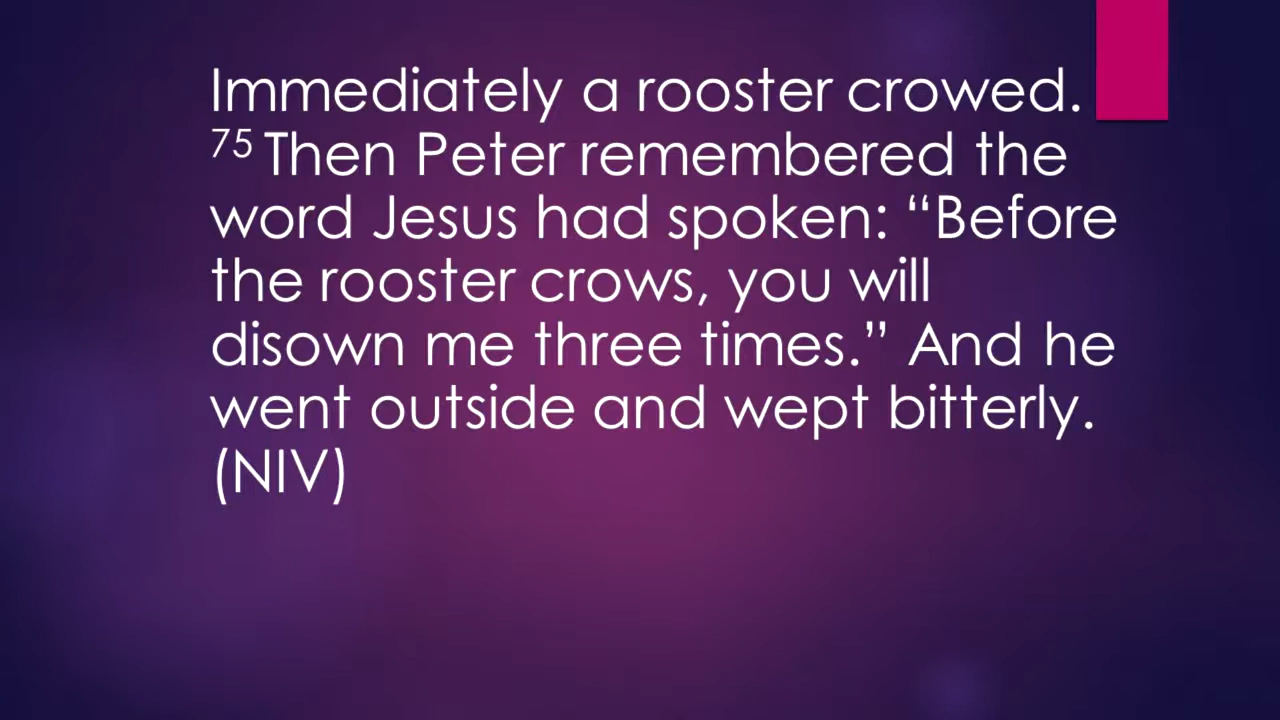 Immediately a rooster crowed.
75 Then Peter remembered the
word Jesus had spoken: “Before
the rooster crows, you will
disown me three times.” And he
went outside and wept bitterly.
(NIV)